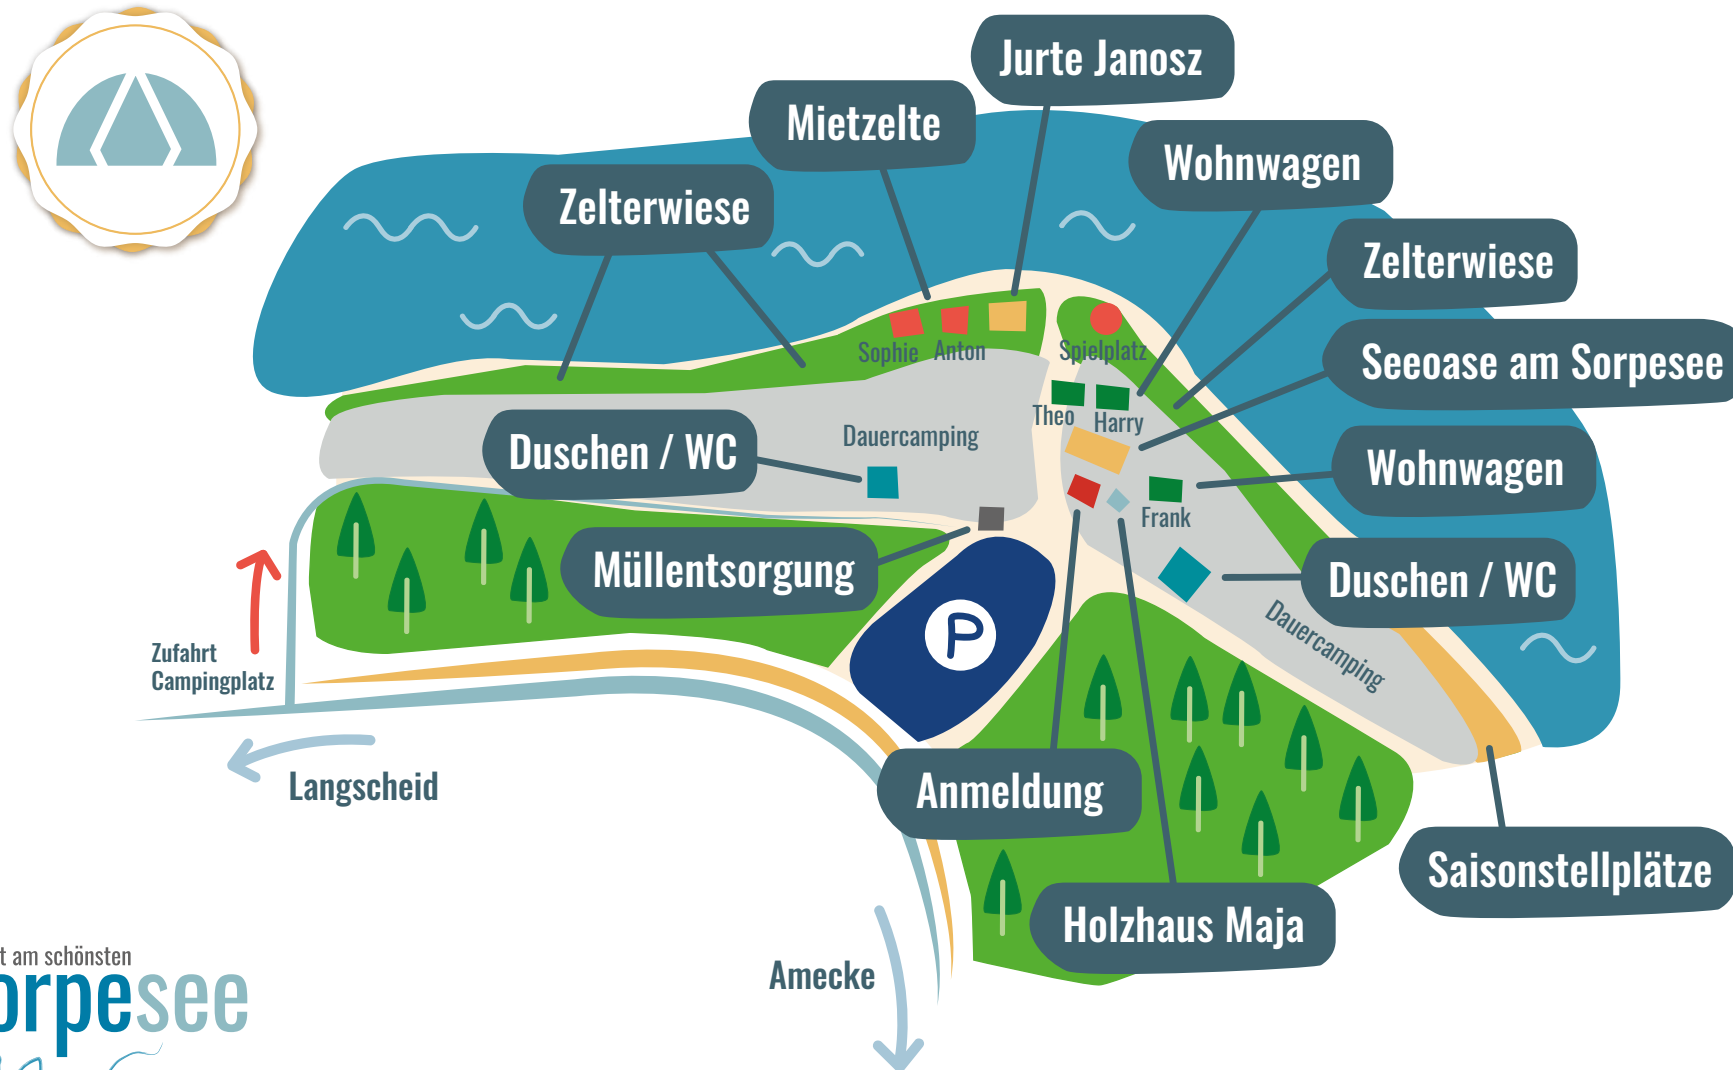 Jurte Janosz
Mietzelte
Wohnwagen
Zelterwiese
Zelterwiese
Seeoase am Sorpesee
Sophie
Anton
Spielplatz
Theo
Harry
Duschen / WC
Dauercamping
Wohnwagen
Frank
Müllentsorgung
Duschen / WC
P
Dauercamping
Zufahrt
Campingplatz
Langscheid
Anmeldung
Saisonstellplätze
Holzhaus Maja
Amecke
t am schönsten
orpesee